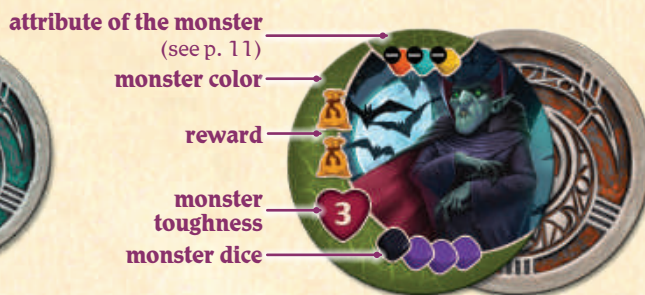 attribute of the monster
(see p. 11)
monster color
reward
monster
toughness
3
monster dice